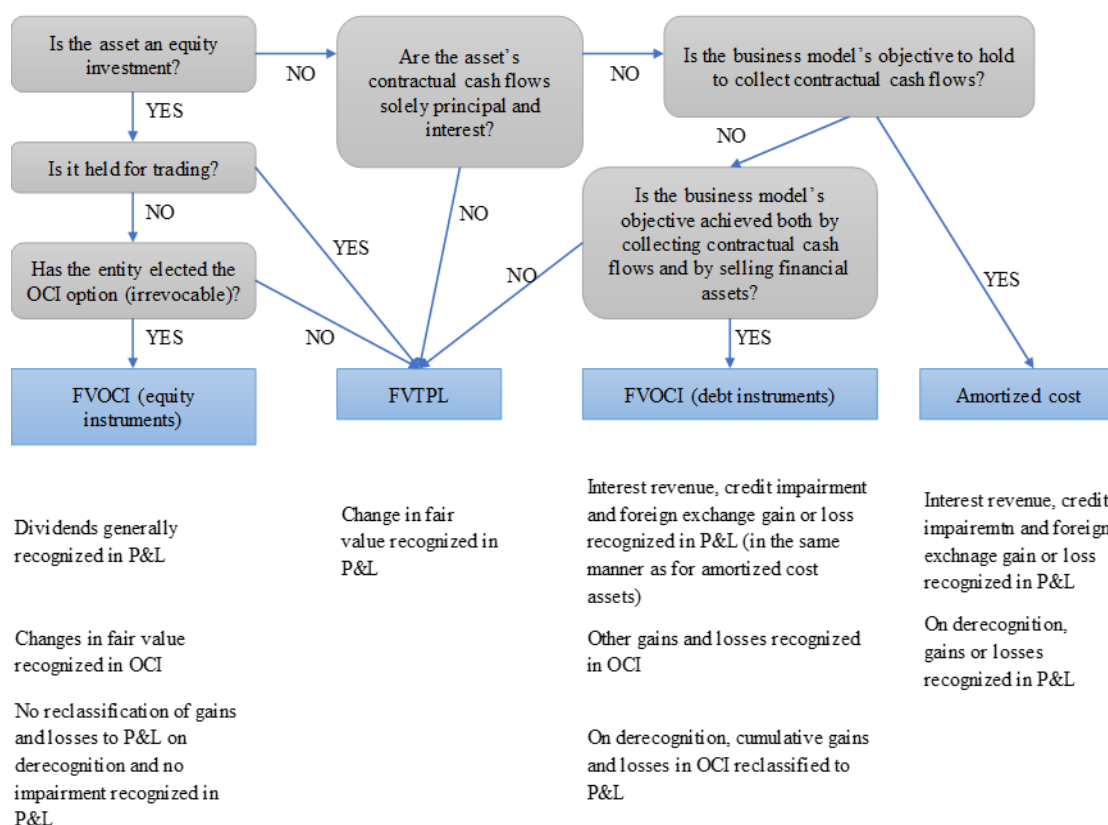 Is the asset an equity
investment?
NO
Are the asset's
contractual cash flows
solely principal and
interest?
NO
Is the business model's objective to hold
to collect contractual cash flows?
YES
Is it held for trading?
NO
YES
Has the entity elected the
OCI option (irrevocable)?
NO
YES
NO
NO
Is the business model's
objective achieved both by
collecting contractual cash
flows and by selling financial
assets?
NO
YES
YES
FVOCI (equity
instruments)
FVTPL
FVOCI (debt instruments)
Amortized cost
Dividends generally
recognized in P&L
Changes in fair value
recognized in OCI
No reclassification of gains
and losses to P&L on
derecognition and no
impairment recognized in
P&L
Change in fair
value recognized in
P&L
Interest revenue, credit impairment
and foreign exchange gain or loss
recognized in P&L (in the same
manner as for amortized cost
assets)
Other gains and losses recognized
in OCI
On derecognition, cumulative gains
and losses in OCI reclassified to
P&L
Interest revenue, credit
impairemtn and foreign
exchnage gain or loss
recognized in P&L
On derecognition,
gains or losses
recognized in P&L